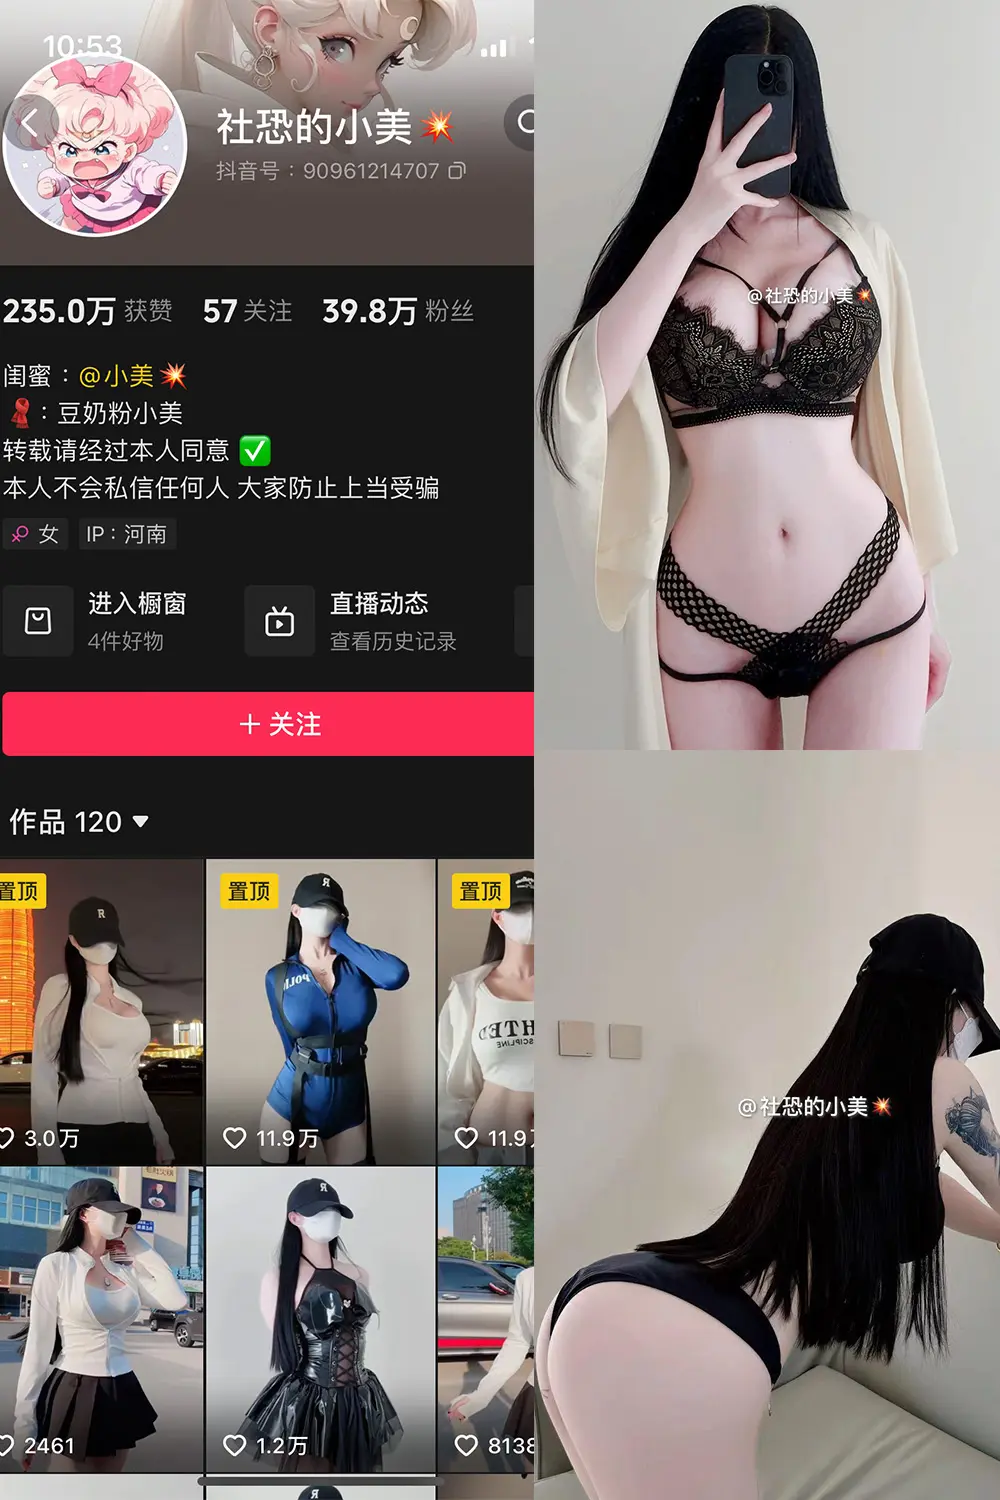 10:53
社恐的小美💥
抖音号：90961214707
235.0万 获赞 57 关注 39.8万 粉丝
闺蜜：@小美💥
🧣：豆奶粉小美
转载请经过本人同意 ✅
本人不会私信任何人 大家防止上当受骗
女 IP：河南
进入橱窗
4件好物
直播动态
查看历史记录
+ 关注
作品 120
置顶
R
3.0万
置顶
R
POLI
11.9万
置顶
HTED
SCIPLINE
11.9万
2461
R
1.2万
8138
R
@社恐的小美💥
@社恐的小美💥